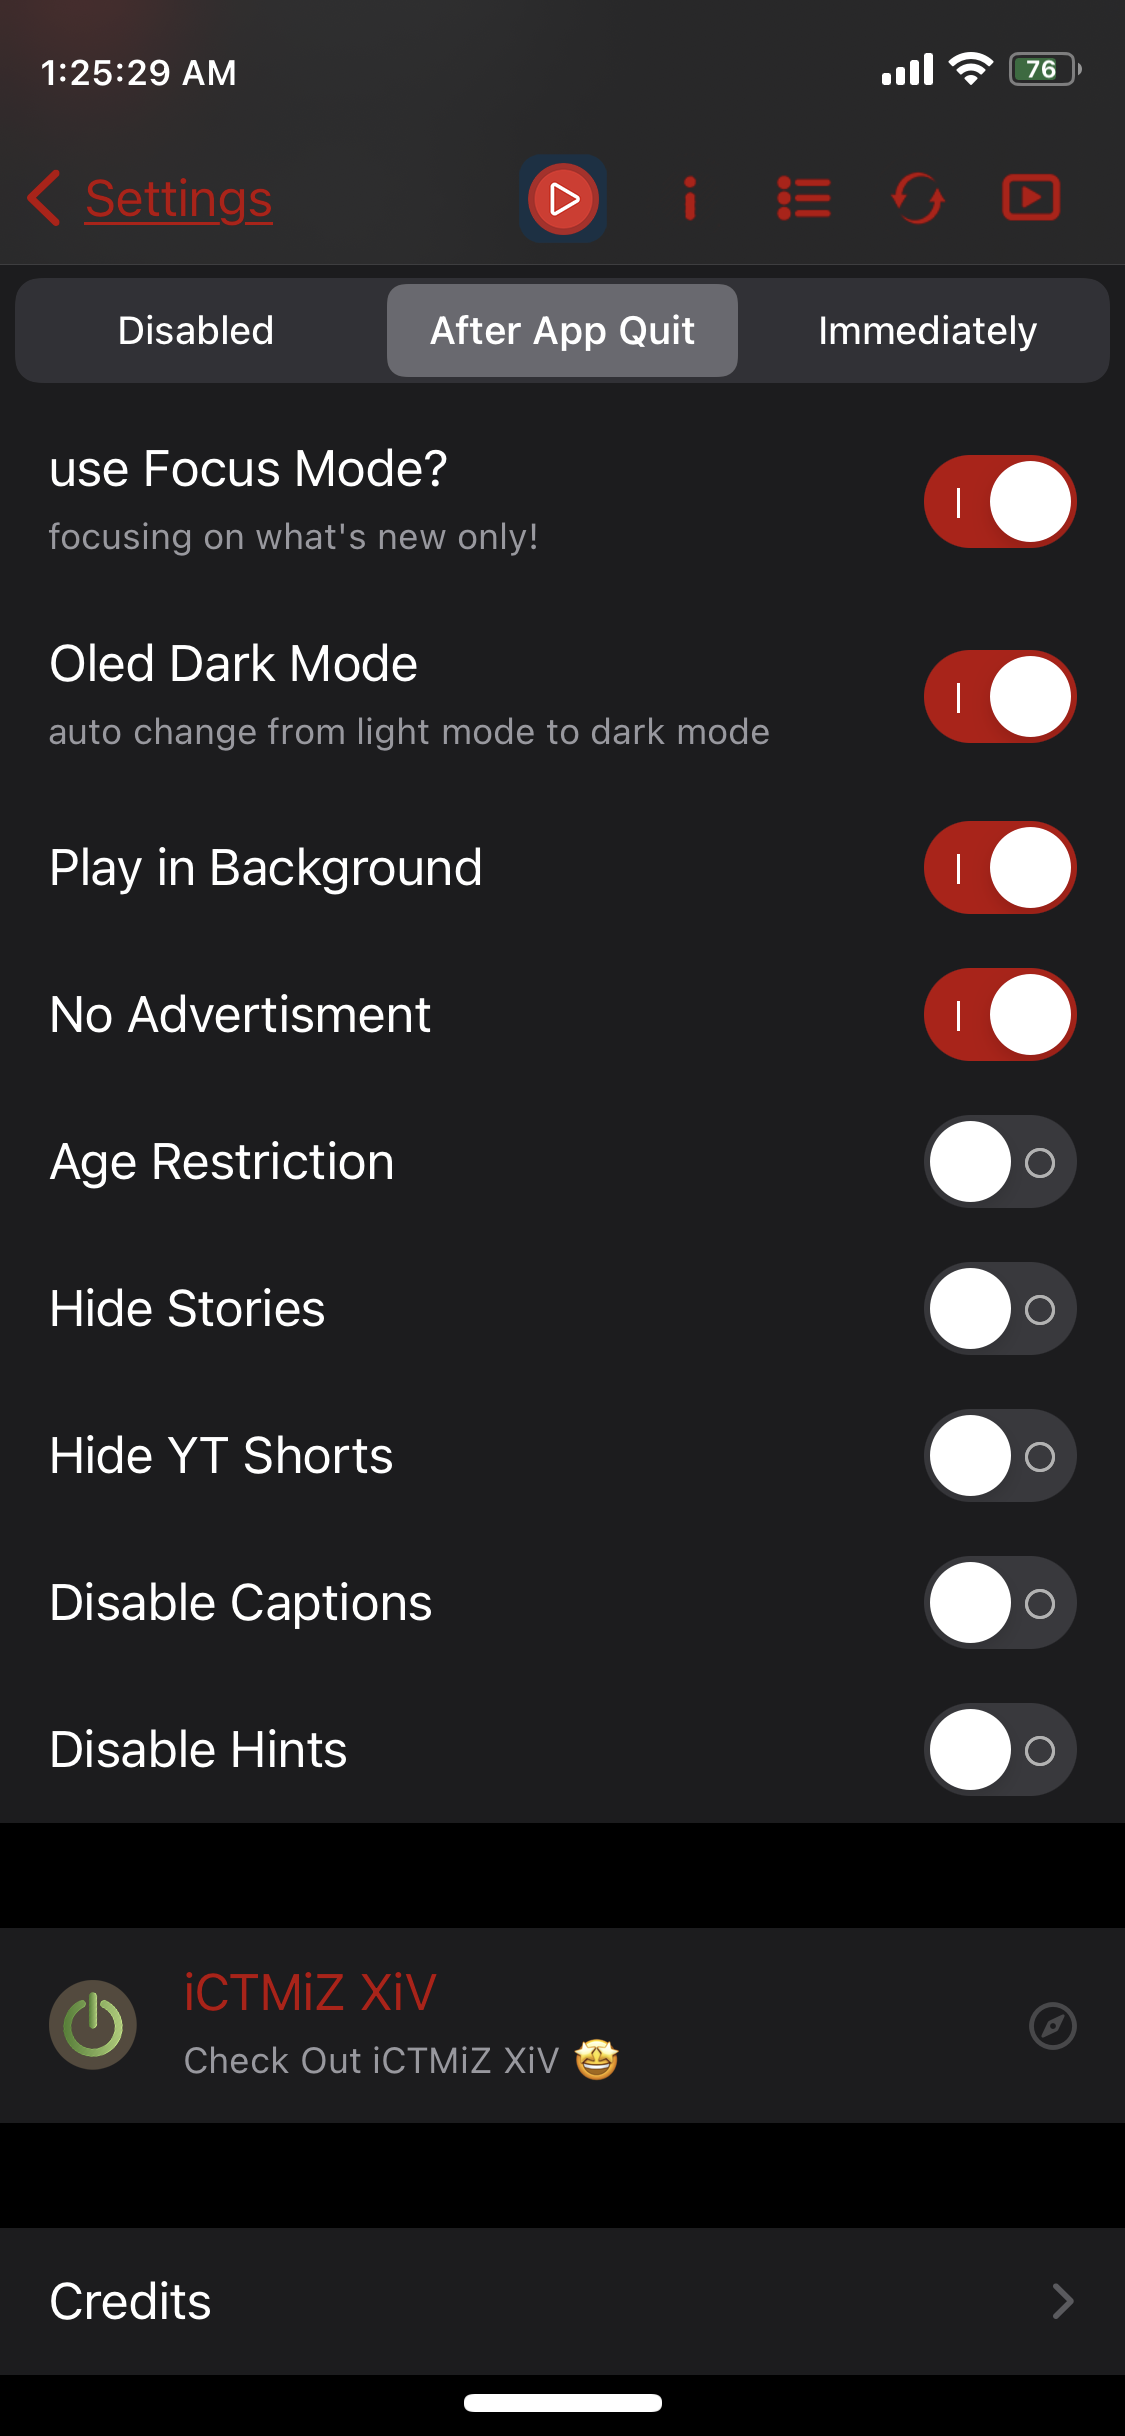 1:25:29 AM
76
Settings
Disabled
After App Quit
Immediately
use Focus Mode?
focusing on what's new only!
Oled Dark Mode
auto change from light mode to dark mode
Play in Background
No Advertisment
Age Restriction
Hide Stories
Hide YT Shorts
Disable Captions
Disable Hints
iCTMiZ XiV
Check Out iCTMiZ XiV 🤩
Credits